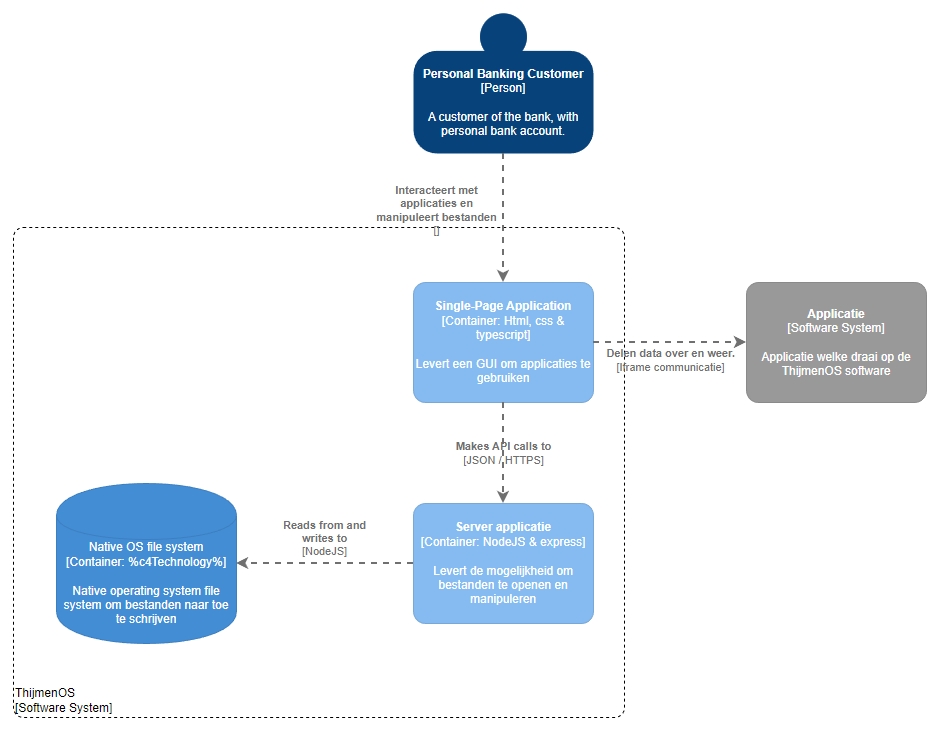 Personal Banking Customer
[Person]
A customer of the bank, with
personal bank account.
Interacteert met
applicaties en
manipuleert bestanden
[]
Single-Page Application
[Container: Html, css &
typescript]
Levert een GUI om applicaties te
gebruiken
Delen data over en weer.
[Iframe communicatie]
Applicatie
[Software System]
Applicatie welke draai op de
ThijmenOS software
Makes API calls to
[JSON / HTTPS]
Server applicatie
[Container: NodeJS & express]
Levert de mogelijkheid om
bestanden te openen en
manipuleren
Reads from and
writes to
[NodeJS]
Native OS file system
[Container: %c4Technology%]
Native operating system file
system om bestanden naar toe
te schrijven
ThijmenOS
[Software System]